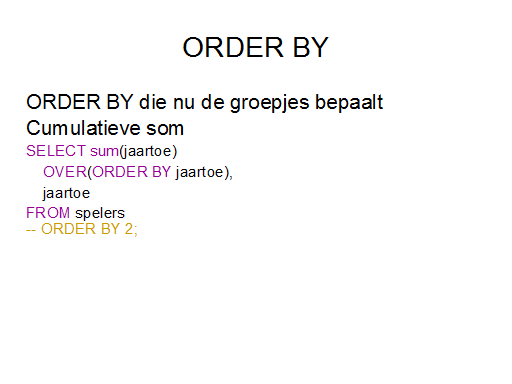 ORDER BY
ORDER BY die nu de groepjes bepaalt
Cumulatieve som
SELECT sum(jaartoe)
OVER(ORDER BY jaartoe),
jaartoe
FROM spelers
-- ORDER BY 2;